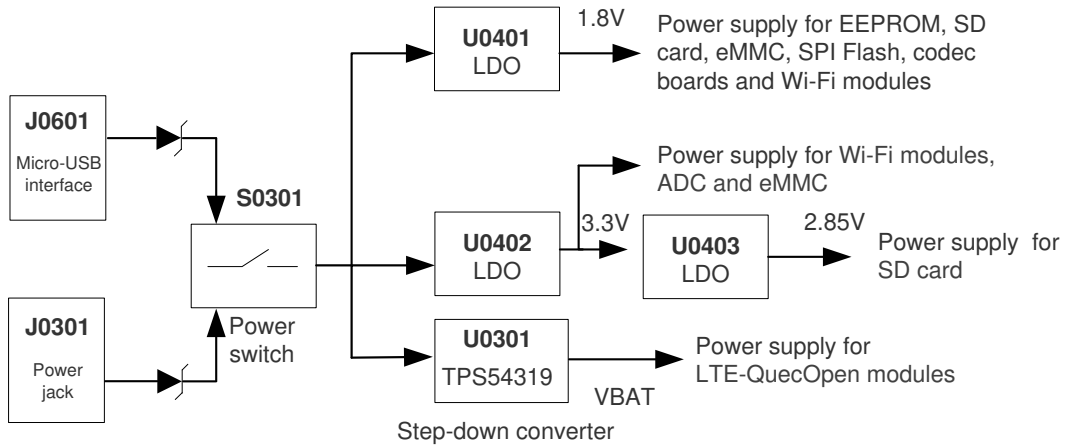 1.8V
U0401
LDO
Power supply for EEPROM, SD
card, eMMC, SPI Flash, codec
boards and Wi-Fi modules
J0601
Micro-USB
interface
Power supply for Wi-Fi modules,
ADC and eMMC
S0301
3.3V
2.85V
U0402
LDO
U0403
LDO
Power supply for
SD card
J0301
Power
jack
Power
switch
U0301
TPS54319
VBAT
Power supply for
LTE-QuecOpen modules
Step-down converter